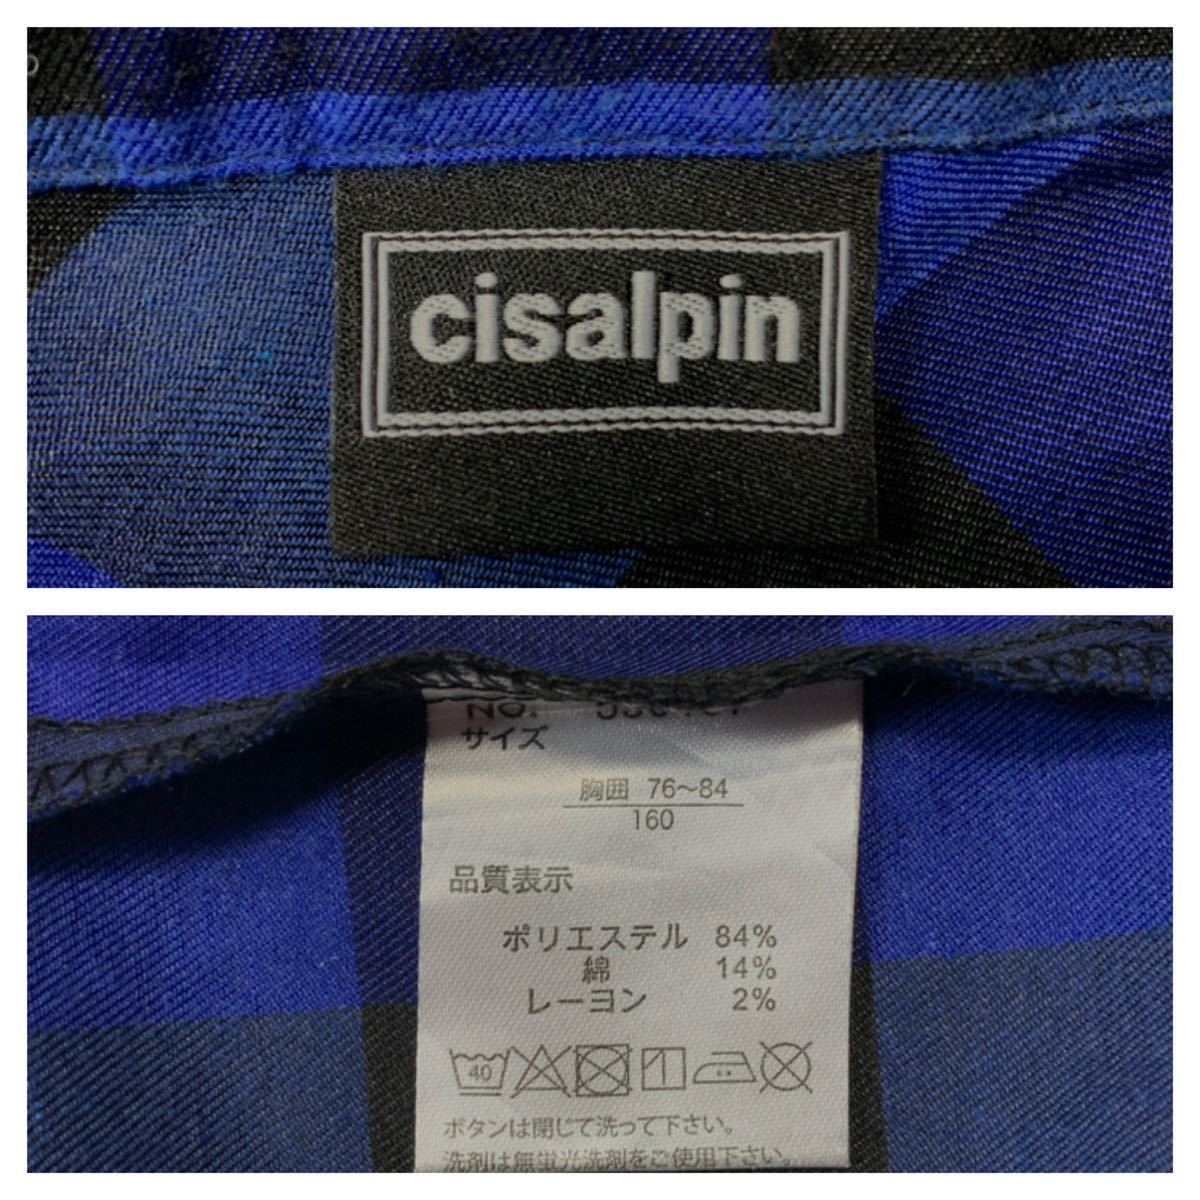 cisalpin
No.
サイズ
胸囲 76〜84
160
品質表示
ポリエステル 84%
綿 14%
レーヨン 2%
40
ボタンは閉じて洗って下さい。
洗剤は無蛍光洗剤をご使用下さい。